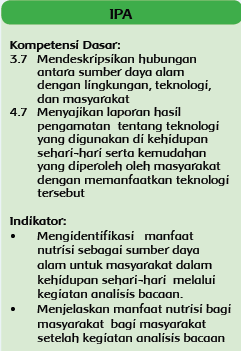 IPA
Kompetensi Dasar:
3.7 Mendeskripsikan hubungan
antara sumber daya alam
dengan lingkungan, teknologi,
dan masyarakat
4.7 Menyajikan laporan hasil
pengamatan tentang teknologi
yang digunakan di kehidupan
sehari-hari serta kemudahan
yang diperoleh oleh masyarakat
dengan memanfaatkan teknologi
tersebut
Indikator:
• Mengidentifikasi manfaat
nutrisi sebagai sumber daya
alam untuk masyarakat dalam
kehidupan sehari-hari melalui
kegiatan analisis bacaan.
• Menjelaskan manfaat nutrisi bagi
masyarakat bagi masyarakat
setelah kegiatan analisis bacaan